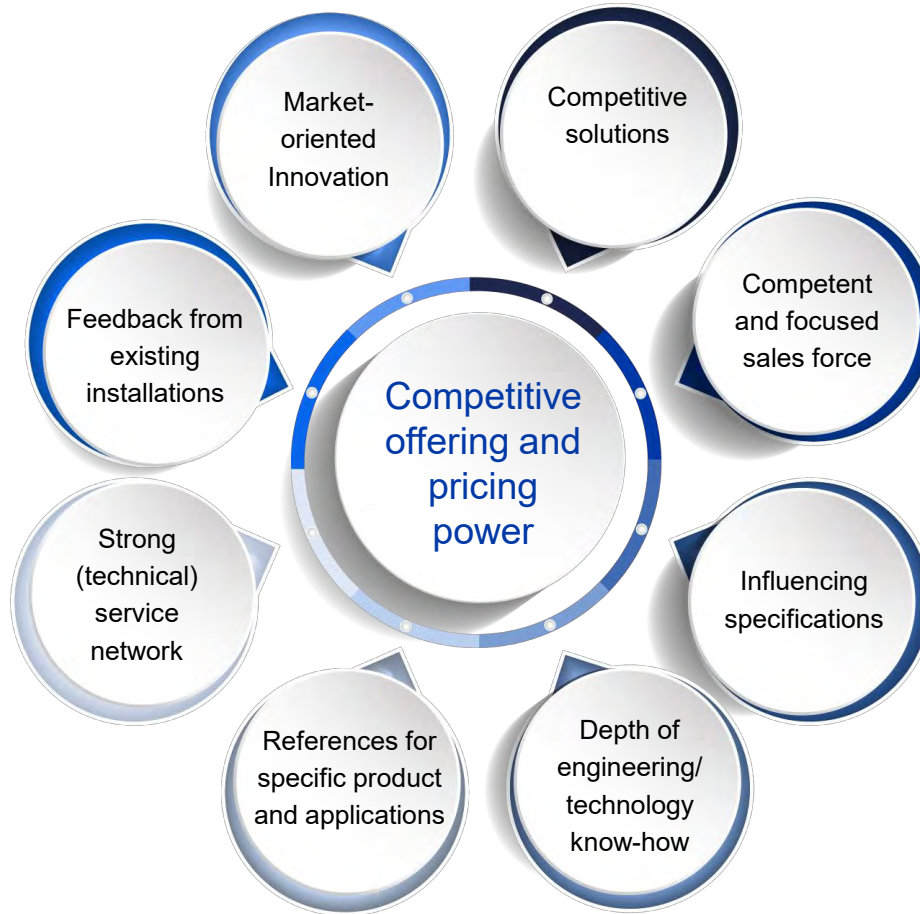 Market-
oriented
Innovation
Competitive
solutions
Competent
and focused
sales force
Influencing
specifications
Depth of
engineering/
technology
know-how
References for
specific product
and applications
Strong
(technical)
service
network
Feedback from
existing
installations
Competitive
offering and
pricing
power